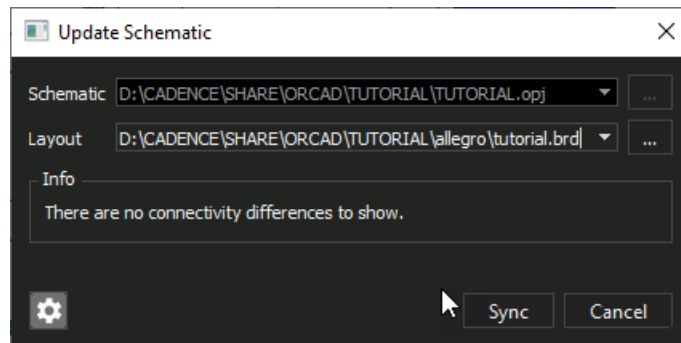 Update Schematic
Schematic D:\CADENCE\SHARE\ORCAD\TUTORIAL\TUTORIAL.opj ...
Layout D:\CADENCE\SHARE\ORCAD\TUTORIAL\allegro\tutorial.brd ...
Info
There are no connectivity differences to show.
Sync Cancel